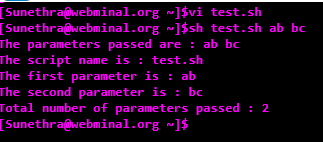 [Sunethra@webminal.org ~]$vi test.sh
[Sunethra@webminal.org ~]$sh test.sh ab bc
The parameters passed are : ab bc
The script name is : test.sh
The first parameter is : ab
The second parameter is : bc
Total number of parameters passed : 2
[Sunethra@webminal.org ~]$